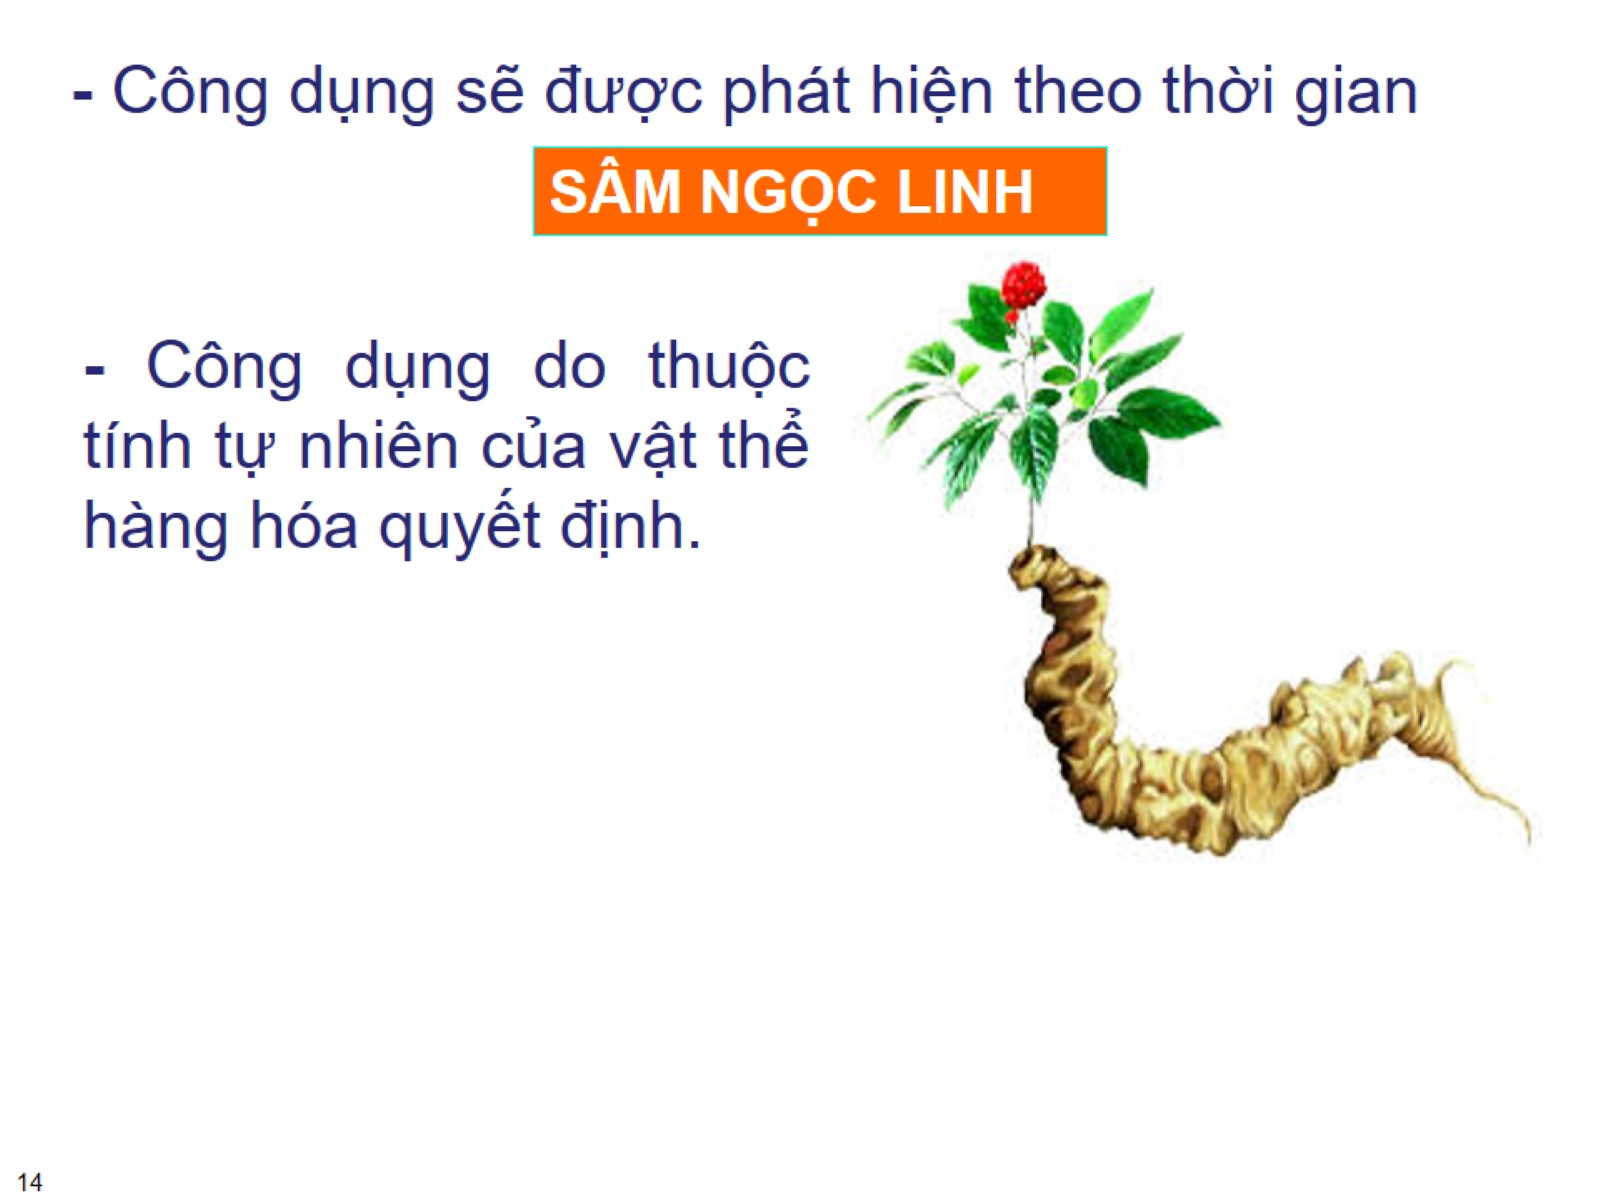 - Công dụng sẽ được phát hiện theo thời gian
SÂM NGỌC LINH
- Công dụng do thuộc
tính tự nhiên của vật thể
hàng hóa quyết định.
14